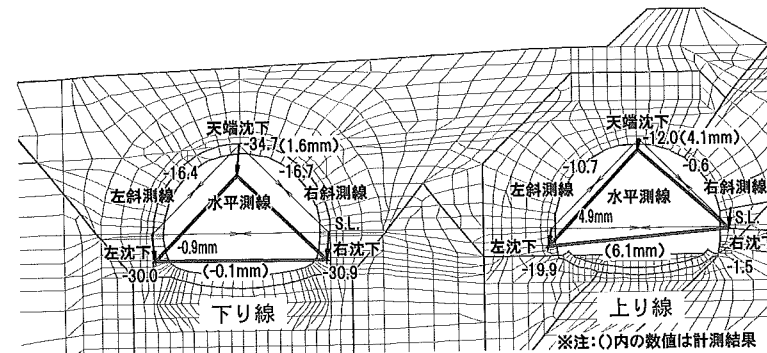 天端沈下
-34.7(1.6mm)
-16.4
-16.7
左斜測線
右斜測線
水平測線
S.L.
左沈下
-0.9mm
右沈下
-30.0
(-0.1mm)
-30.9
下り線
天端沈下
-12.0(4.1mm)
-10.7
-0.6
左斜測線
右斜測線
水平測線
4.9mm
S.L.
左沈下
右沈下
(6.1mm)
-19.9
-1.5
上り線
※注:()内の数値は計測結果